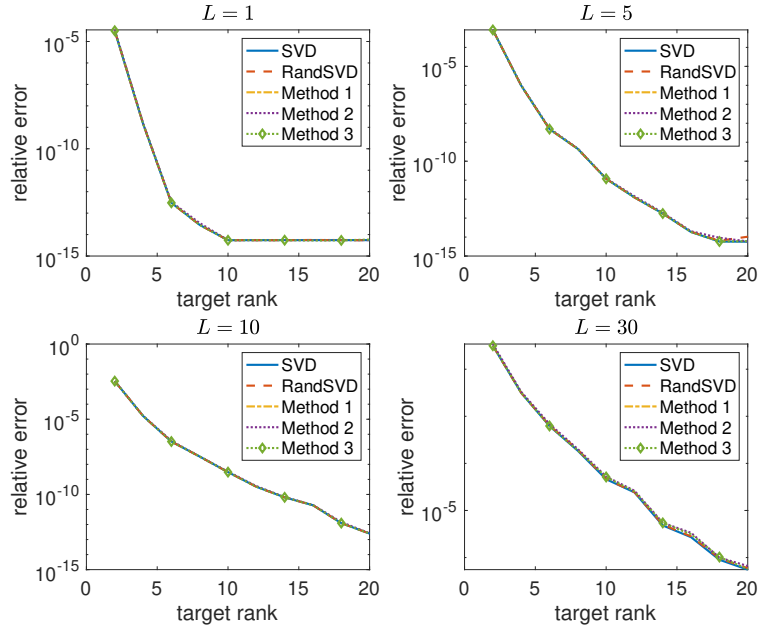 L = 1
relative error
10^-5
10^-10
10^-15
0 5 10 15 20
target rank
SVD
RandSVD
Method 1
Method 2
Method 3
L = 5
relative error
10^-5
10^-10
10^-15
0 5 10 15 20
target rank
SVD
RandSVD
Method 1
Method 2
Method 3
L = 10
relative error
10^0
10^-5
10^-10
10^-15
0 5 10 15 20
target rank
SVD
RandSVD
Method 1
Method 2
Method 3
L = 30
relative error
10^-5
0 5 10 15 20
target rank
SVD
RandSVD
Method 1
Method 2
Method 3